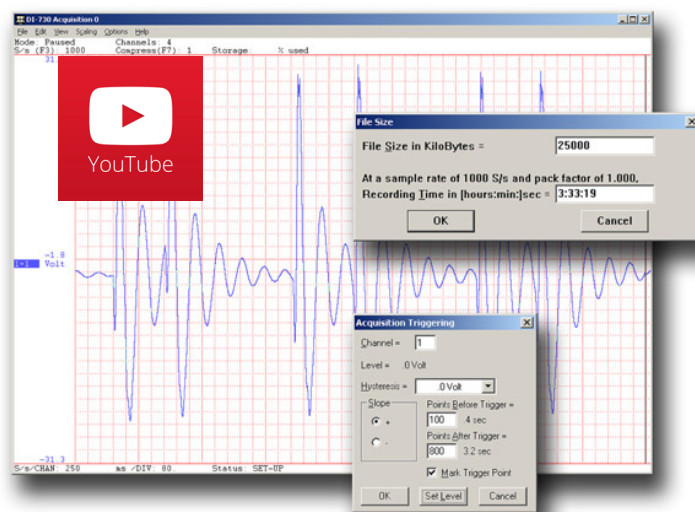 DI-730 Acquisition 0
File Edit View Scaling Options Help
Mode: Paused Channels: 4
S/s (F3): 1000 Compress(F7): 1 Storage: % used
31.
YouTube
-1.8
Volt
-31.3
S/s/CHAN: 250 ms /DIV: 80. Status: SET-UP
File Size
File Size in KiloBytes = 25000
At a sample rate of 1000 S/s and pack factor of 1.000,
Recording Time in [hours:min:]sec = 3:33:19
OK Cancel
Acquisition Triggering
Channel = 1
Level = .0 Volt
Hysteresis = .0 Volt
Slope
+
-
Points Before Trigger =
100 .4 sec
Points After Trigger =
800 3.2 sec
Mark Trigger Point
OK Set Level Cancel